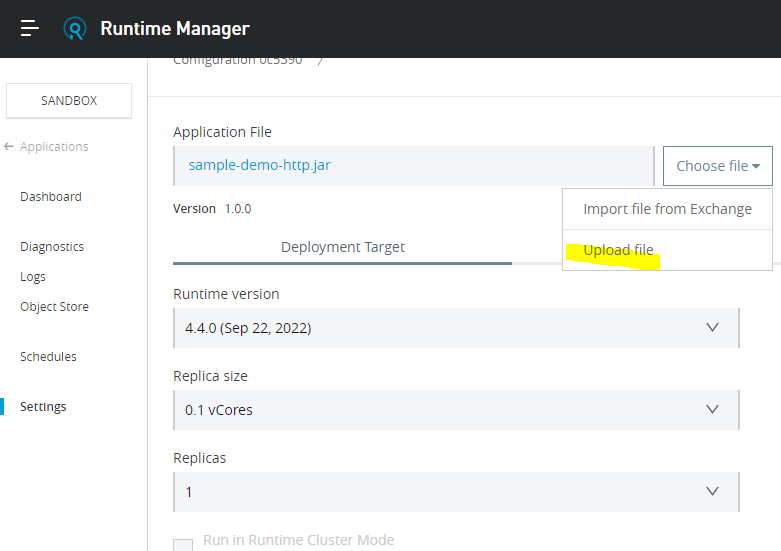 Runtime Manager
Configuration 0c5390
SANDBOX
Applications
Dashboard
Diagnostics
Logs
Object Store
Schedules
Settings
Application File
sample-demo-http.jar
Choose file
Import file from Exchange
Upload file
Version 1.0.0
Deployment Target
Runtime version
4.4.0 (Sep 22, 2022)
Replica size
0.1 vCores
Replicas
1
Run in Runtime Cluster Mode